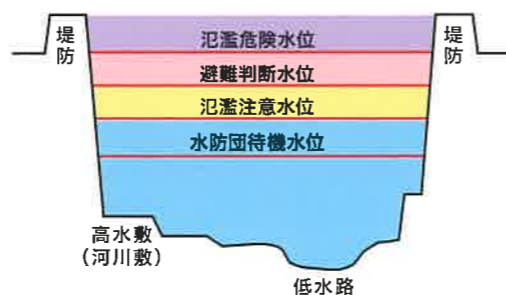 堤防
堤防
氾濫危険水位
避難判断水位
氾濫注意水位
水防団待機水位
高水敷
(河川敷)
低水路